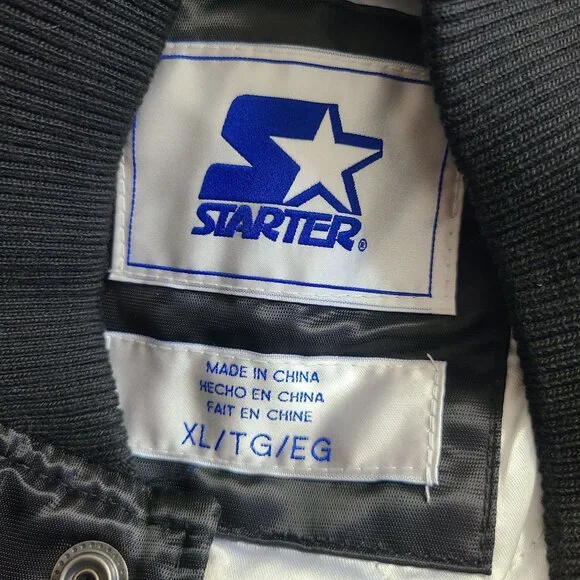 STARTER®
MADE IN CHINA
HECHO EN CHINA
FAIT EN CHINE
XL/TG/EG